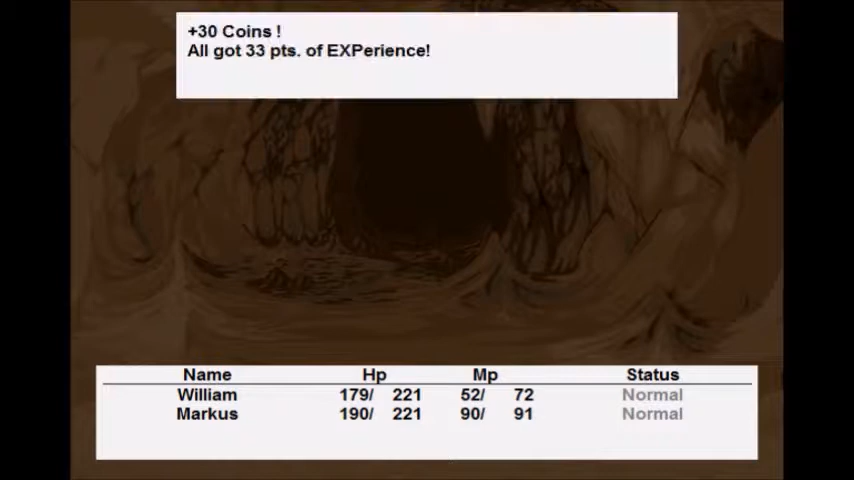 +30 Coins !
All got 33 pts. of EXPerience!
Name Hp Mp Status
William 179/ 221 52/ 72 Normal
Markus 190/ 221 90/ 91 Normal